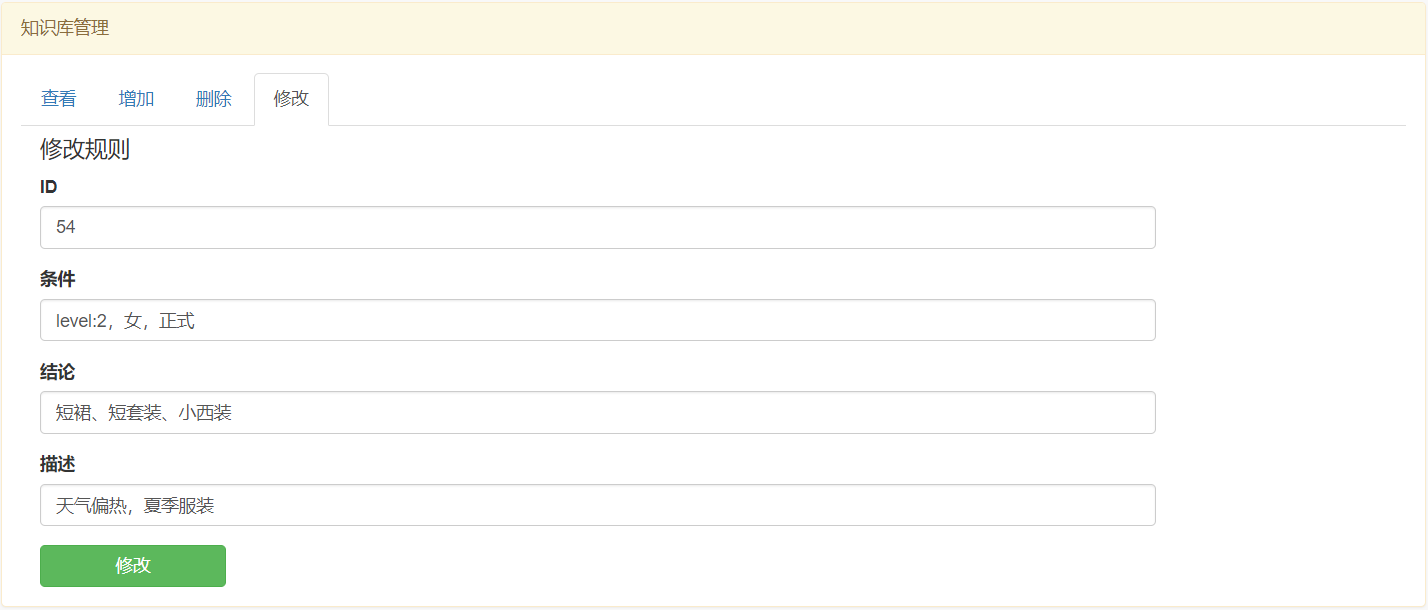 知识库管理
查看 增加 删除 修改
修改规则
ID
54
条件
level:2，女，正式
结论
短裙、短套装、小西装
描述
天气偏热，夏季服装
修改